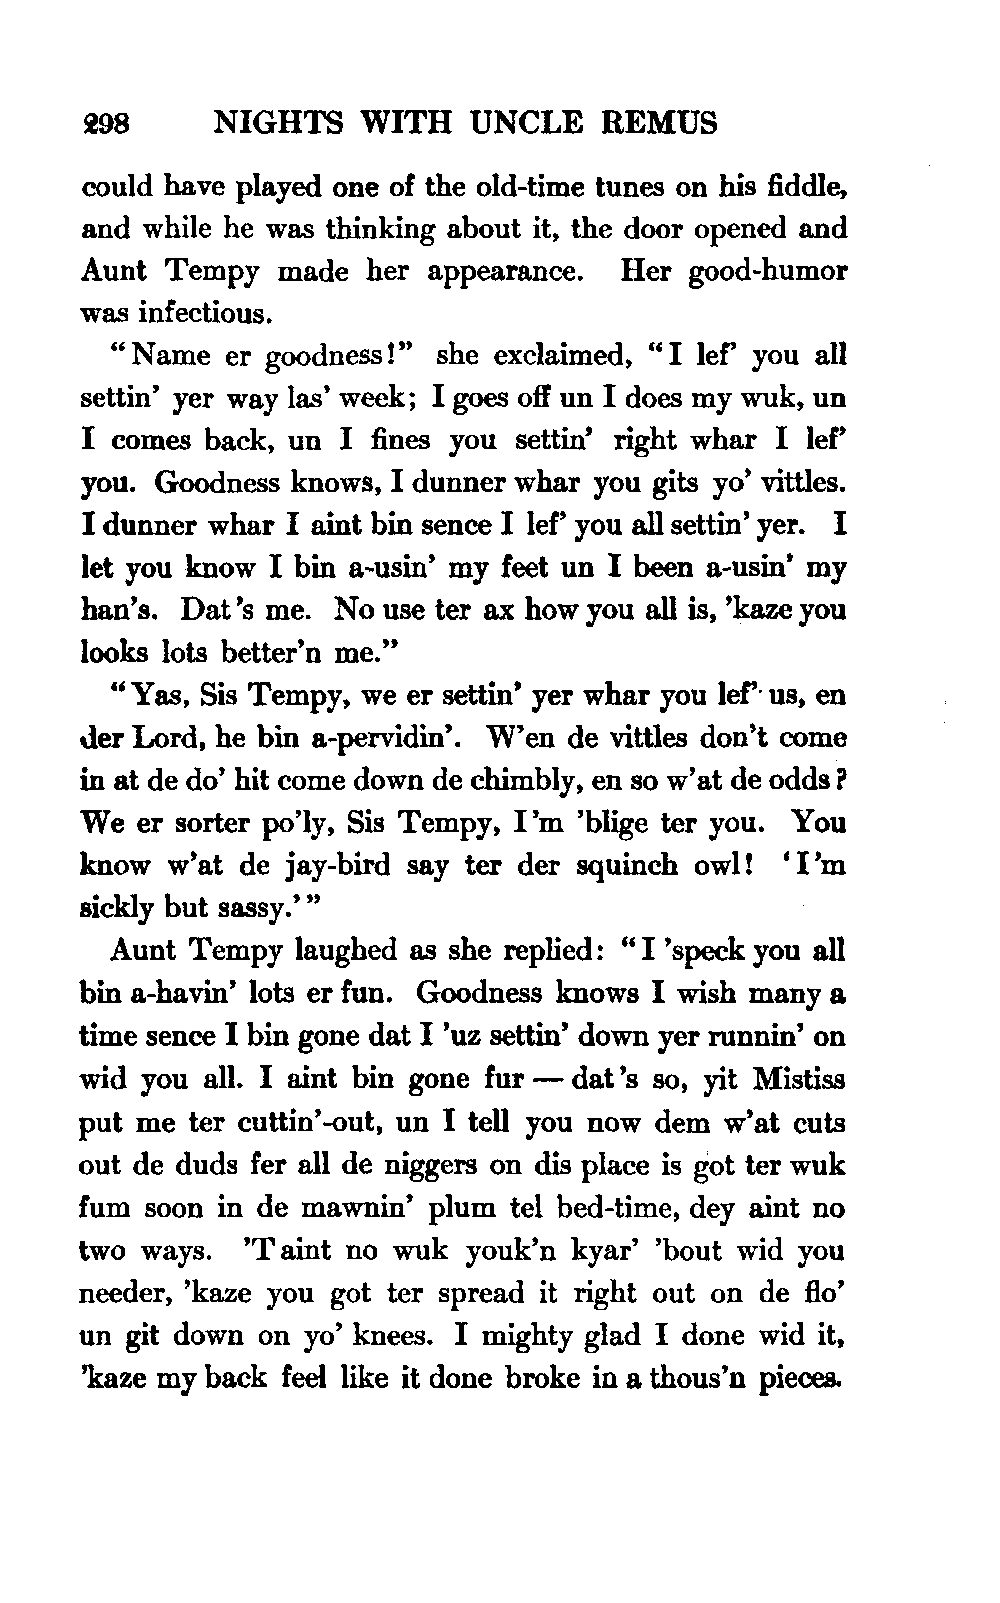 298 NIGHTS WITH UNCLE REMUS
could have played one of the old-time tunes on his fiddle,
and while he was thinking about it, the door opened and
Aunt Tempy made her appearance. Her good-humor
was infectious.
"Name er goodness!" she exclaimed, "I lef' you all
settin' yer way las' week; I goes off un I does my wuk, un
I comes back, un I fines you settin' right whar I lef'
you. Goodness knows, I dunner whar you gits yo' vittles.
I dunner whar I aint bin sence I lef' you all settin' yer. I
let you know I bin a-usin' my feet un I been a-usin' my
han's. Dat's me. No use ter ax how you all is, 'kaze you
looks lots better'n me."
"Yas, Sis Tempy, we er settin' yer whar you lef' us, en
der Lord, he bin a-pervidin'. W'en de vittles don't come
in at de do' hit come down de chimbly, en so w'at de odds?
We er sorter po'ly, Sis Tempy, I'm 'blige ter you. You
know w'at de jay-bird say ter der squinch owl! 'I'm
sickly but sassy.'"
Aunt Tempy laughed as she replied: "I 'speck you all
bin a-havin' lots er fun. Goodness knows I wish many a
time sence I bin gone dat I 'uz settin' down yer runnin' on
wid you all. I aint bin gone fur — dat's so, yit Mistiss
put me ter cuttin'-out, un I tell you now dem w'at cuts
out de duds fer all de niggers on dis place is got ter wuk
fum soon in de mawnin' plum tel bed-time, dey aint no
two ways. 'T aint no wuk youk'n kyar' 'bout wid you
needer, 'kaze you got ter spread it right out on de flo'
un git down on yo' knees. I mighty glad I done wid it,
'kaze my back feel like it done broke in a thous'n pieces.